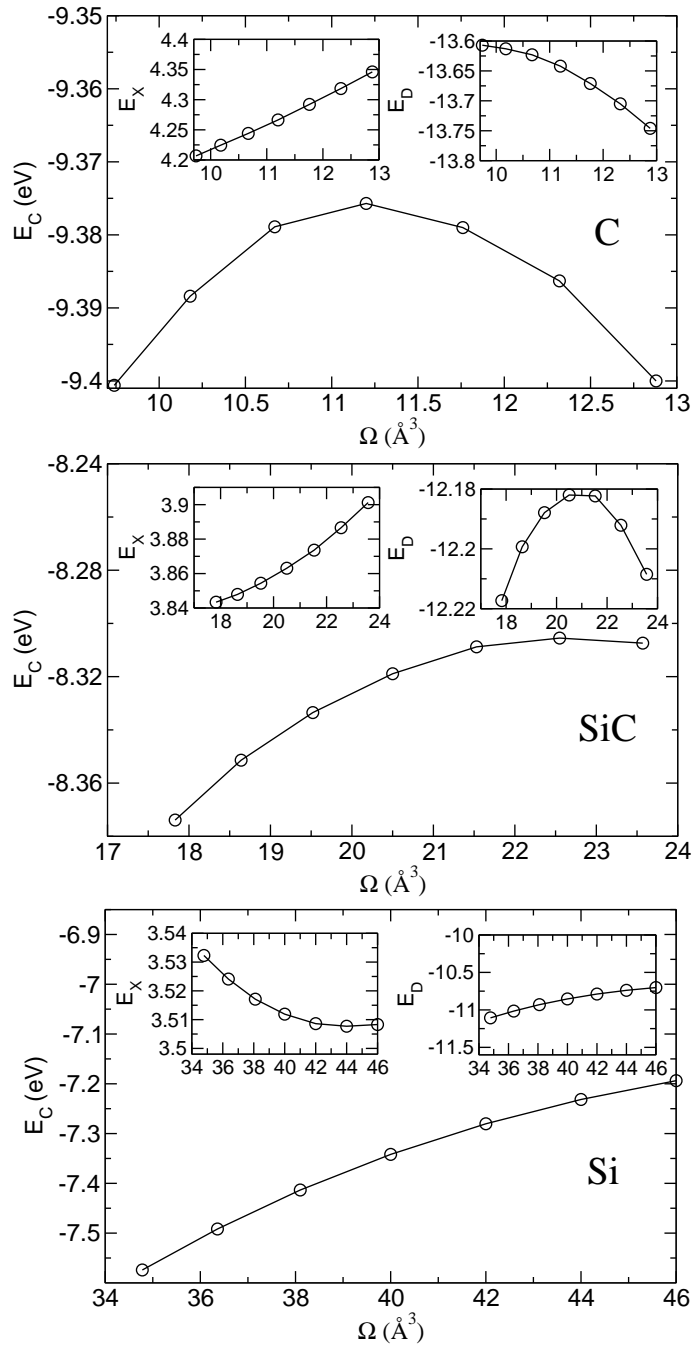 -9.35
-9.36
-9.37
-9.38
-9.39
-9.4
E_C (eV)
4.4
4.35
4.3
4.25
4.2
E_X
10 11 12 13
-13.6
-13.65
-13.7
-13.75
-13.8
E_D
10 11 12 13
C
10 10.5 11 11.5 12 12.5 13
Ω (Å^3)
-8.24
-8.28
-8.32
-8.36
E_C (eV)
3.9
3.88
3.86
3.84
E_X
18 20 22 24
-12.18
-12.2
-12.22
E_D
18 20 22 24
SiC
17 18 19 20 21 22 23 24
Ω (Å^3)
-6.9
-7
-7.1
-7.2
-7.3
-7.4
-7.5
E_C (eV)
3.54
3.53
3.52
3.51
3.5
E_X
34 36 38 40 42 44 46
-10
-10.5
-11
-11.5
E_D
34 36 38 40 42 44 46
Si
34 36 38 40 42 44 46
Ω (Å^3)